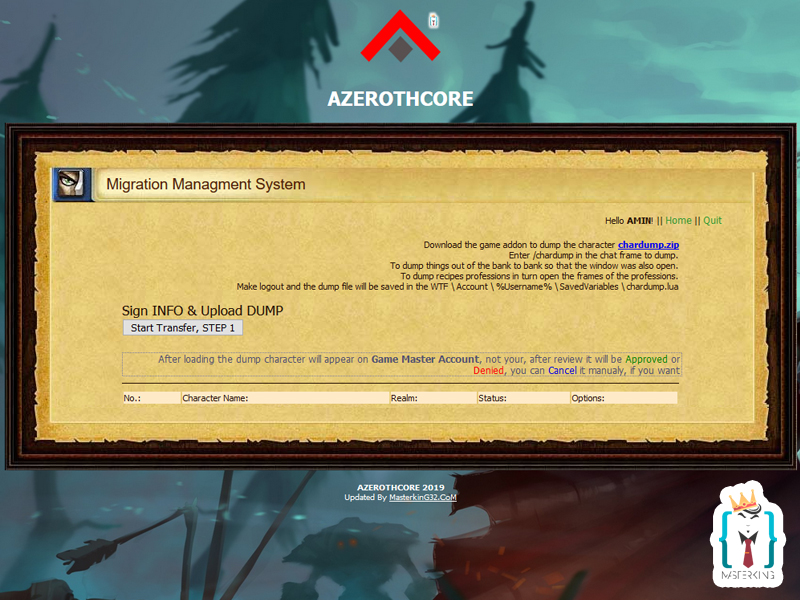 AZEROTHCORE
Migration Managment System
Hello AMIN! || Home || Quit
Download the game addon to dump the character chardump.zip
Enter /chardump in the chat frame to dump.
To dump things out of the bank to bank so that the window was also open.
To dump recipes professions in turn open the frames of the professions.
Make logout and the dump file will be saved in the WTF \ Account \ %Username% \ SavedVariables \ chardump.lua
Sign INFO & Upload DUMP
Start Transfer, STEP 1
After loading the dump character will appear on Game Master Account, not your, after review it will be Approved or
Denied, you can Cancel it manualy, if you want
No.: Character Name: Realm: Status: Options:
AZEROTHCORE 2019
Updated By MasterkinG32.CoM
MASTERKING